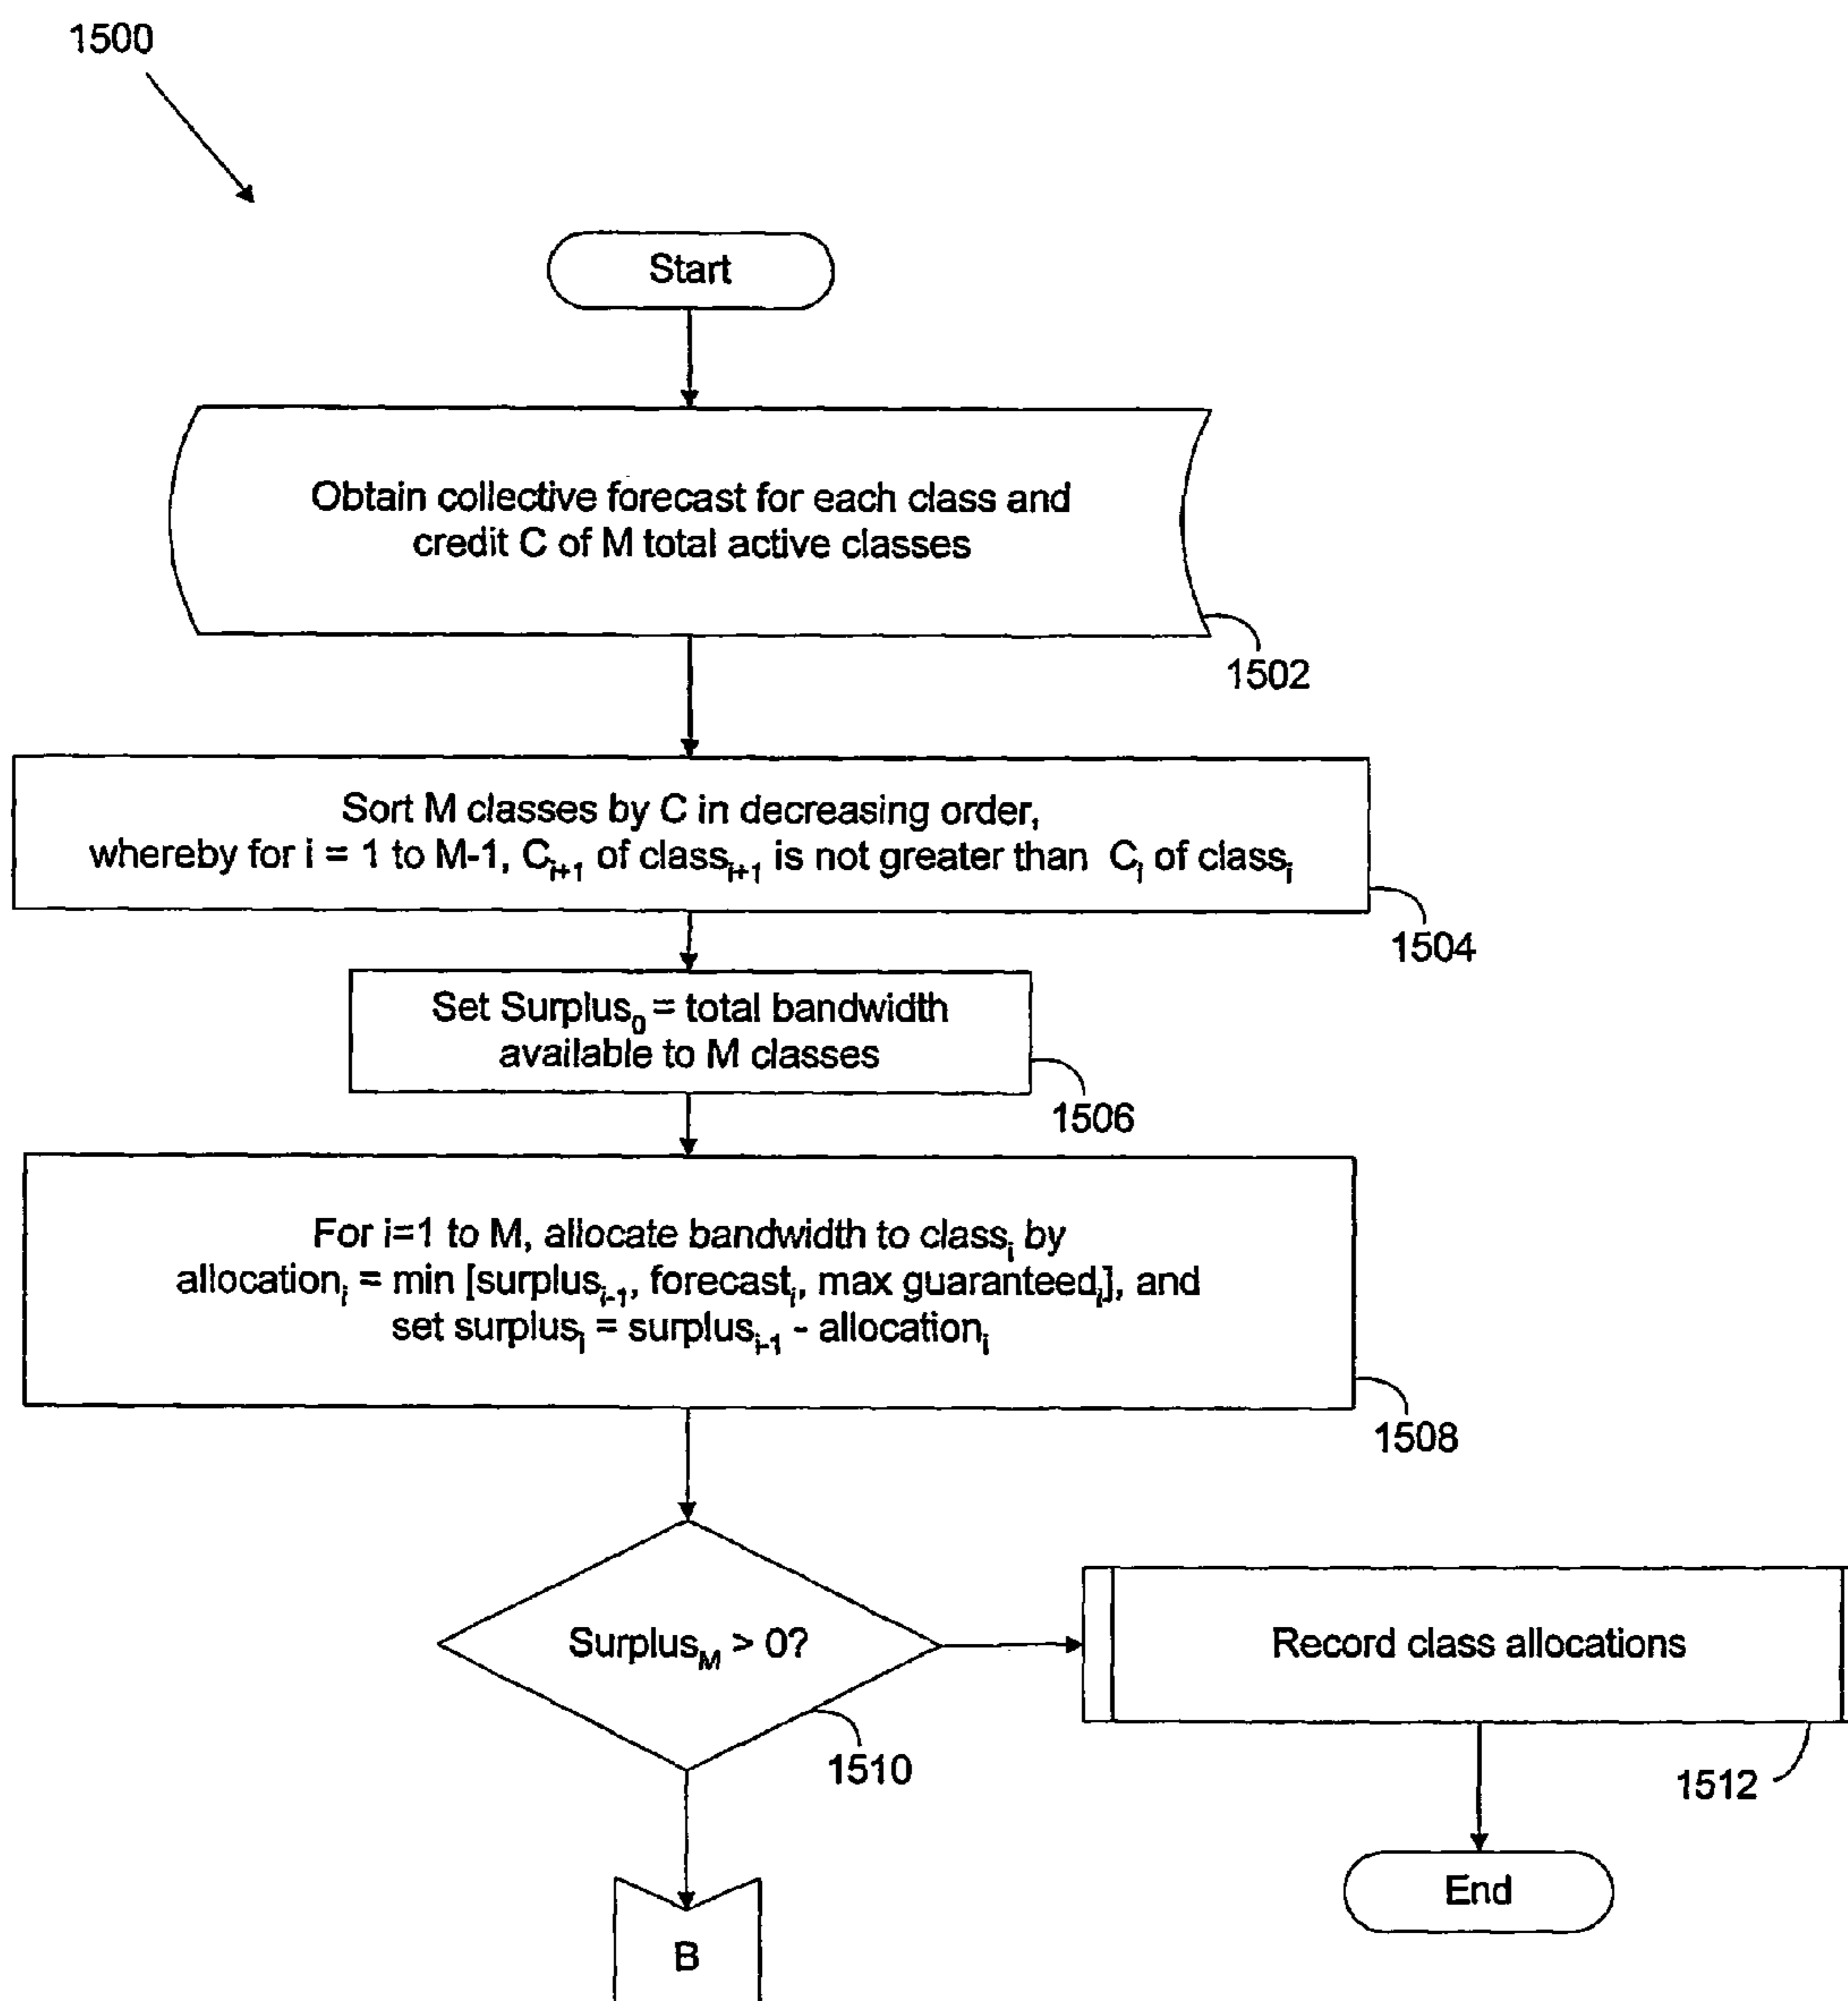 1500
Start
Obtain collective forecast for each class and
credit C of M total active classes
1502
Sort M classes by C in decreasing order,
whereby for i = 1 to M-1, Cᵢ₊₁ of classᵢ₊₁ is not greater than Cᵢ of classᵢ
1504
Set Surplus₀ = total bandwidth
available to M classes
1506
For i=1 to M, allocate bandwidth to classᵢ by
allocationᵢ = min [surplusᵢ₋₁, forecastᵢ, max guaranteedᵢ], and
set surplusᵢ = surplusᵢ₋₁ - allocationᵢ
1508
Surplus_M > 0?
1510
Record class allocations
1512
End
B